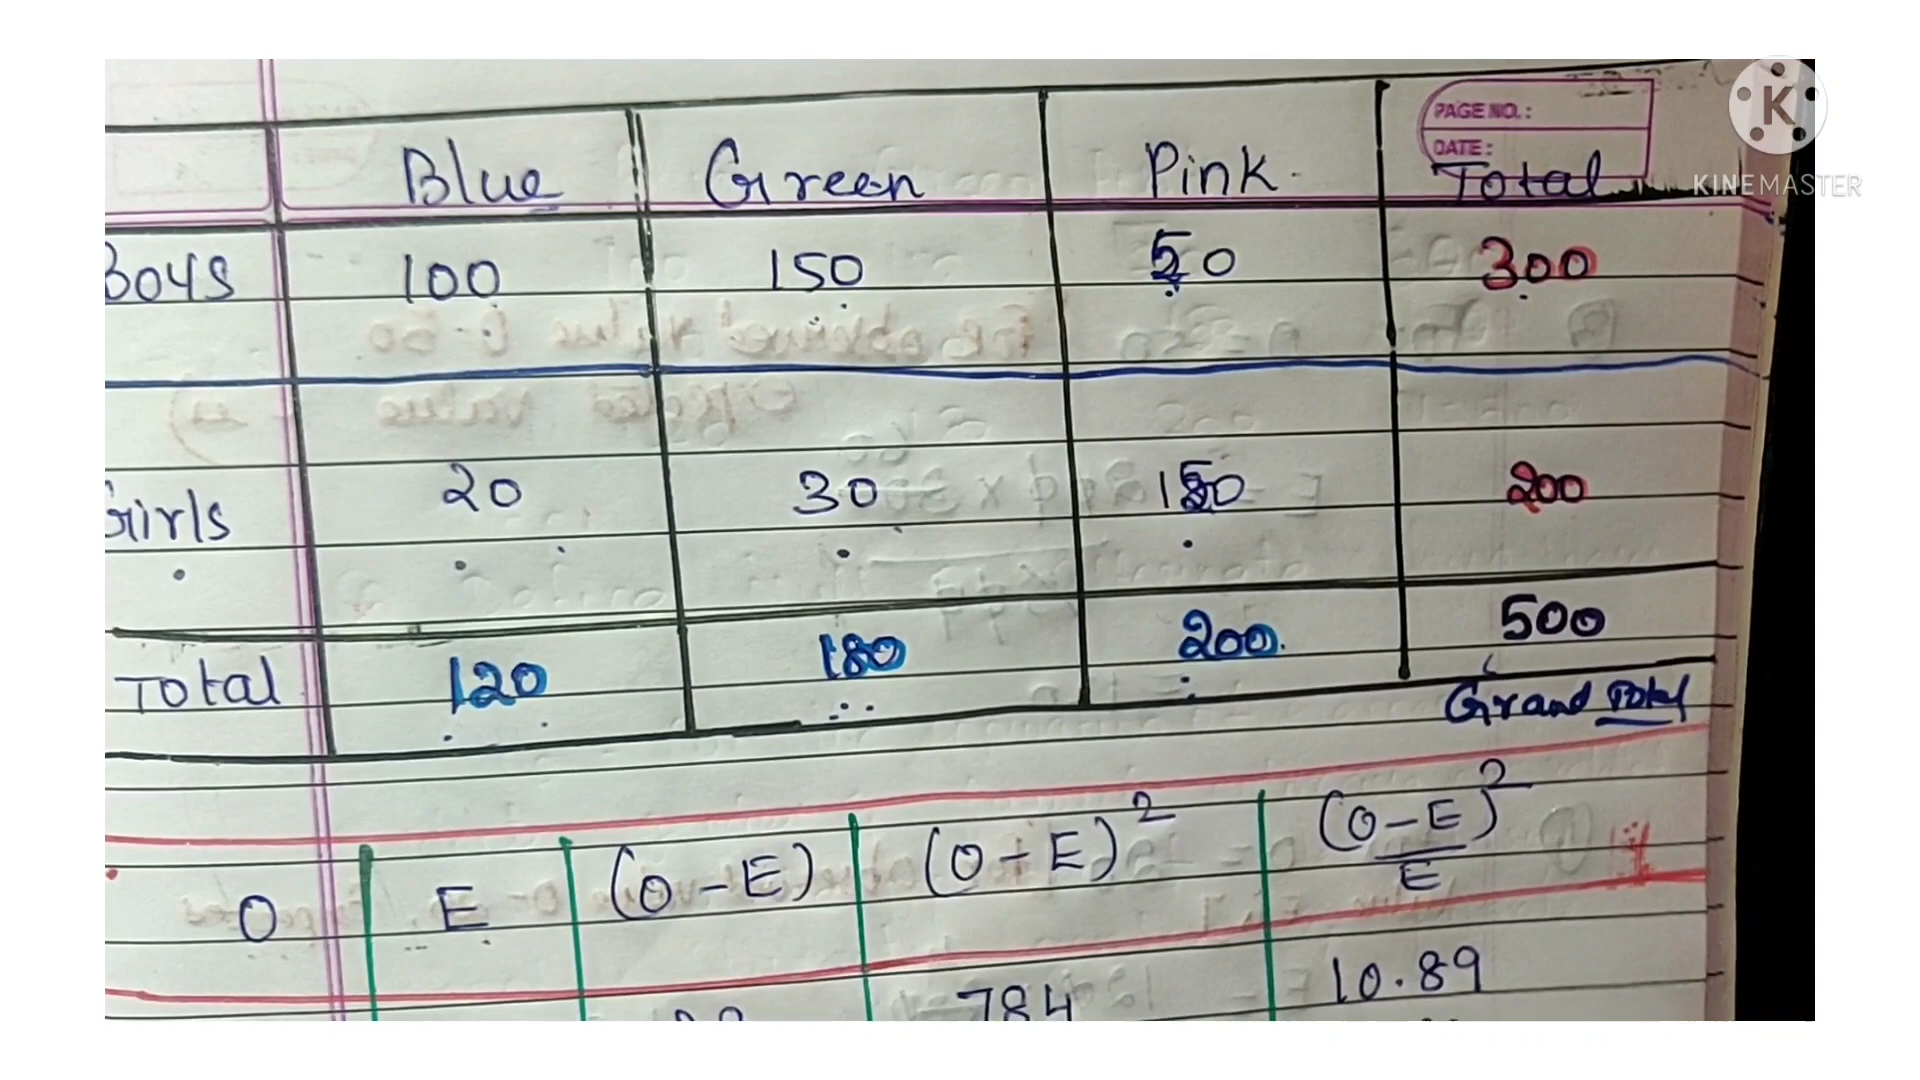 PAGE NO.:
DATE:
KINEMASTER
Blue Green Pink. Total
Boys 100 150 50 300
Girls 20 30 150 200
Total 120 180 200. 500
Grand Total
O E (O-E) (O-E)² (O-E)²/E
784 10.89